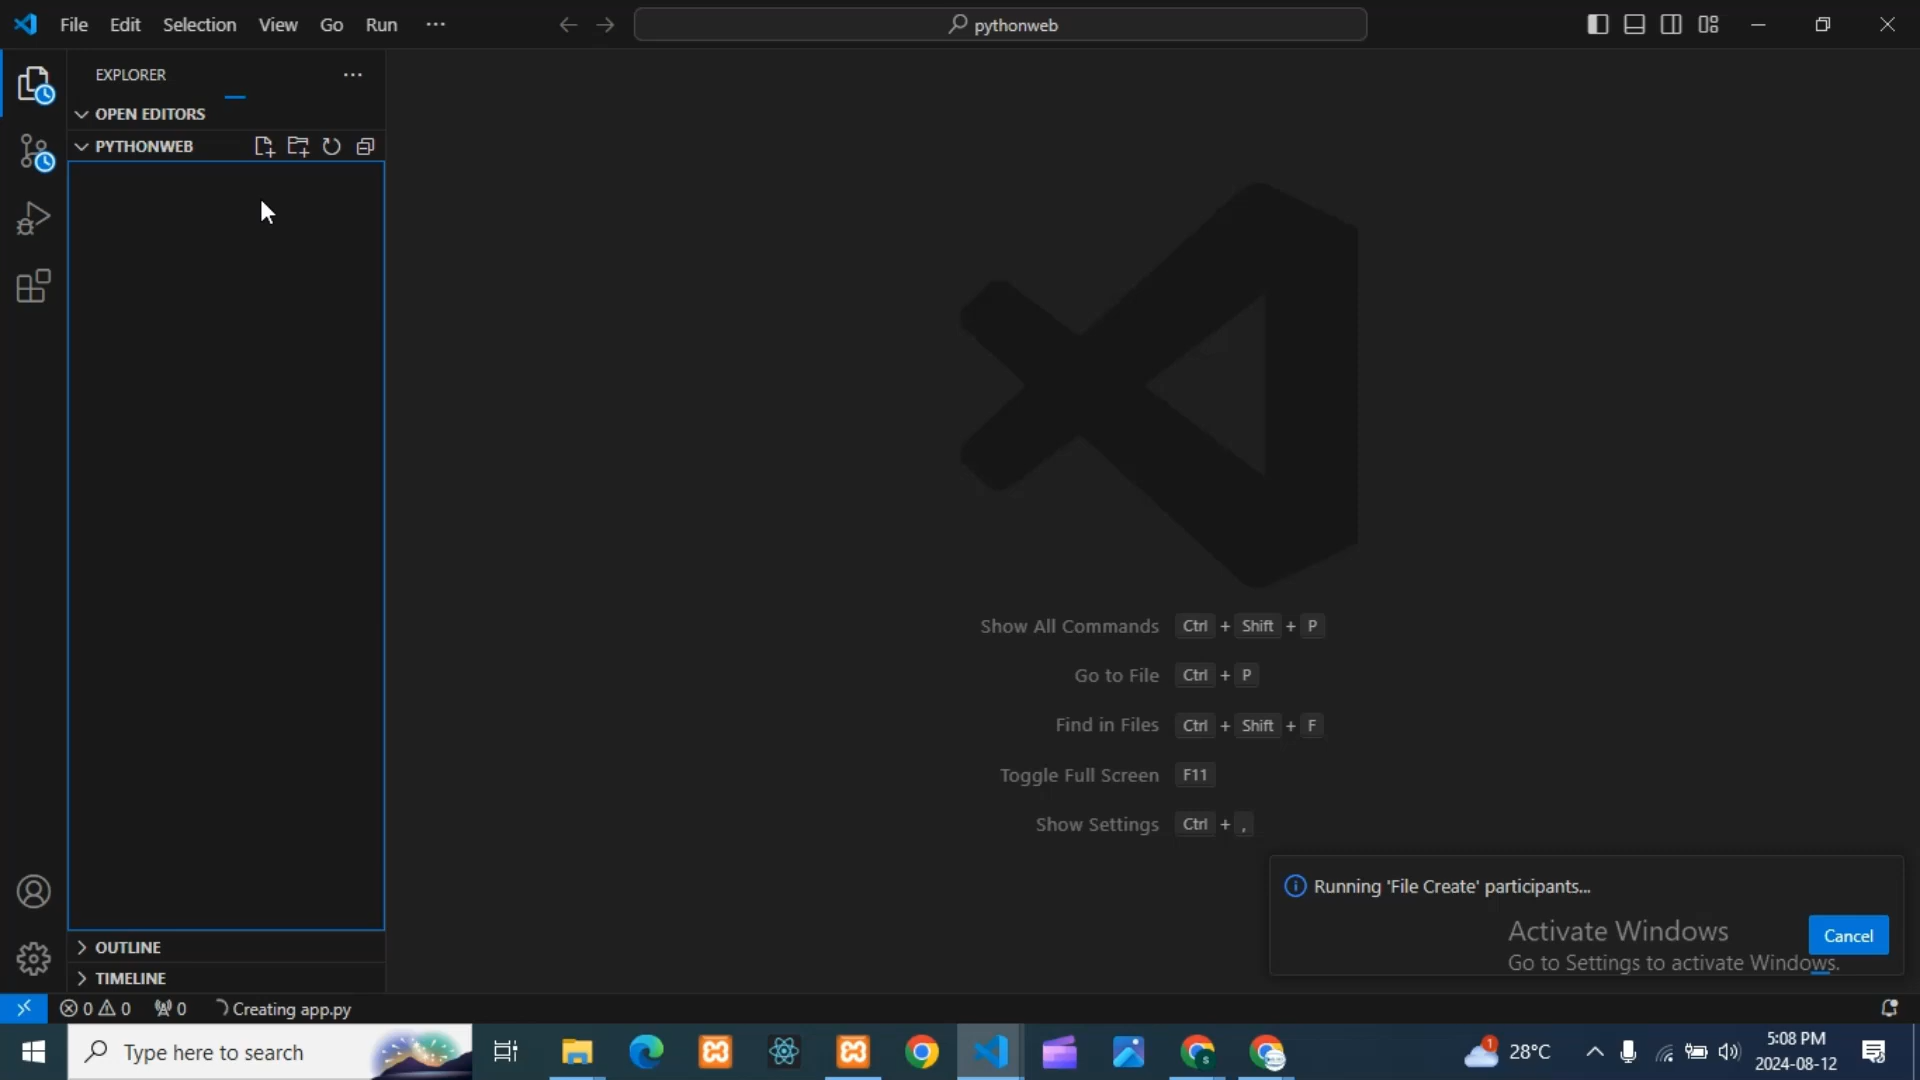 File Edit Selection View Go Run ···
pythonweb
EXPLORER ···
OPEN EDITORS
PYTHONWEB
Show All Commands Ctrl + Shift + P
Go to File Ctrl + P
Find in Files Ctrl + Shift + F
Toggle Full Screen F11
Show Settings Ctrl + ,
Running 'File Create' participants...
Cancel
Activate Windows
Go to Settings to activate Windows.
OUTLINE
TIMELINE
0 0 0 Creating app.py
Type here to search
1 28°C
5:08 PM
2024-08-12